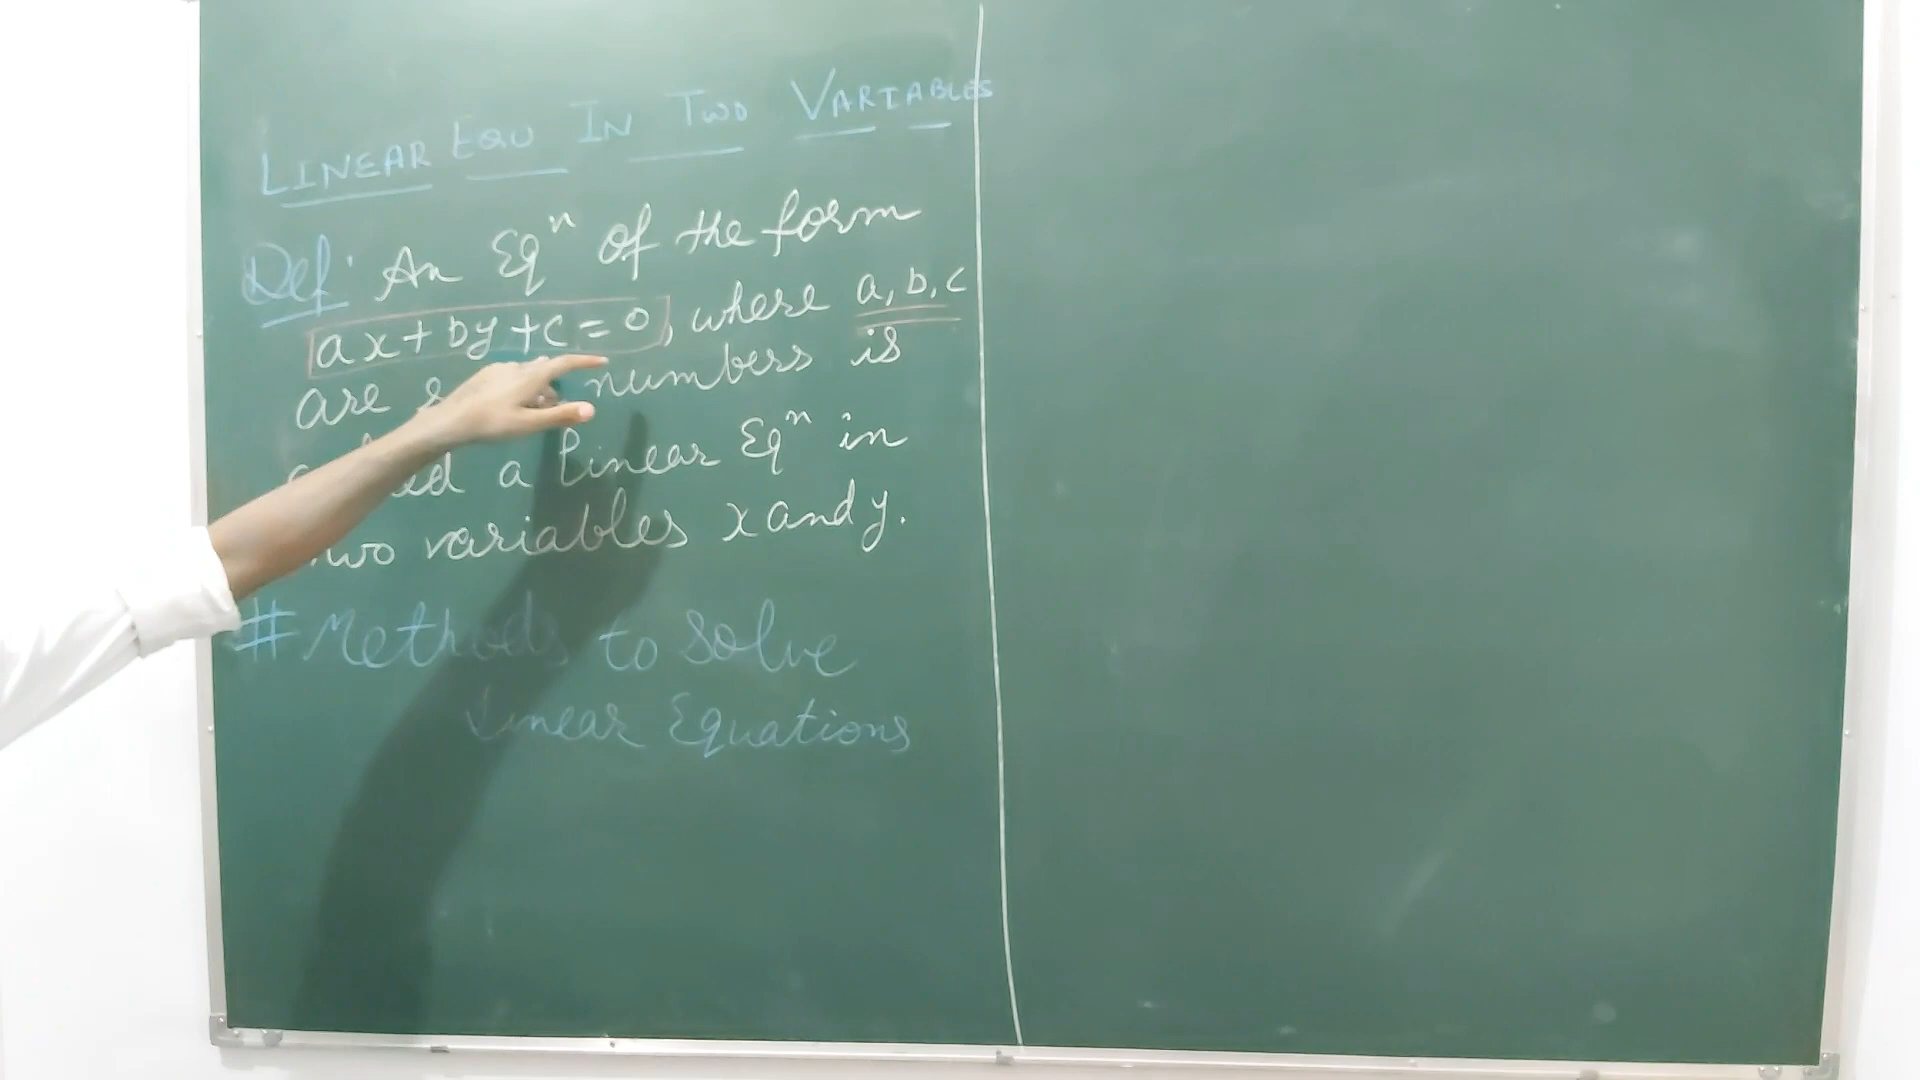 LINEAR EQU IN TWO VARIABLES
Def: An Eqⁿ of the form
ax+by+c=0, where a,b,c
are numbers is
a linear Eqⁿ in
two variables x and y.
# Methods to solve
Linear Equations